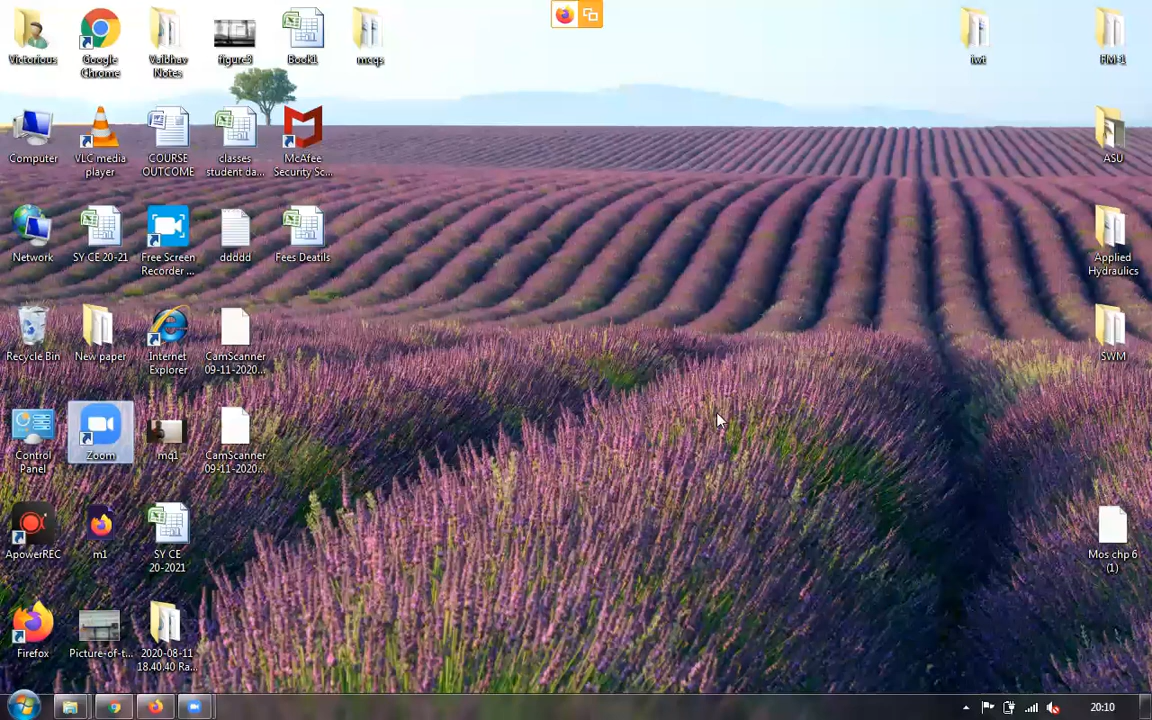 Victorious
Google
Chrome
Vaibhav
Notes
figure3
Book1
mcqs
iwt
FM-1
Computer
VLC media
player
COURSE
OUTCOME
classes
student da...
McAfee
Security Sc...
ASU
Network
SY CE 20-21
Free Screen
Recorder ...
ddddd
Fees Deatils
Applied
Hydraulics
Recycle Bin
New paper
Internet
Explorer
CamScanner
09-11-2020...
SWM
Control
Panel
Zoom
mq1
CamScanner
09-11-2020...
ApowerREC
m1
SY CE
20-2021
Mos chp 6
(1)
Firefox
Picture-of-t...
2020-08-11
18.40.40 Ra...
20:10